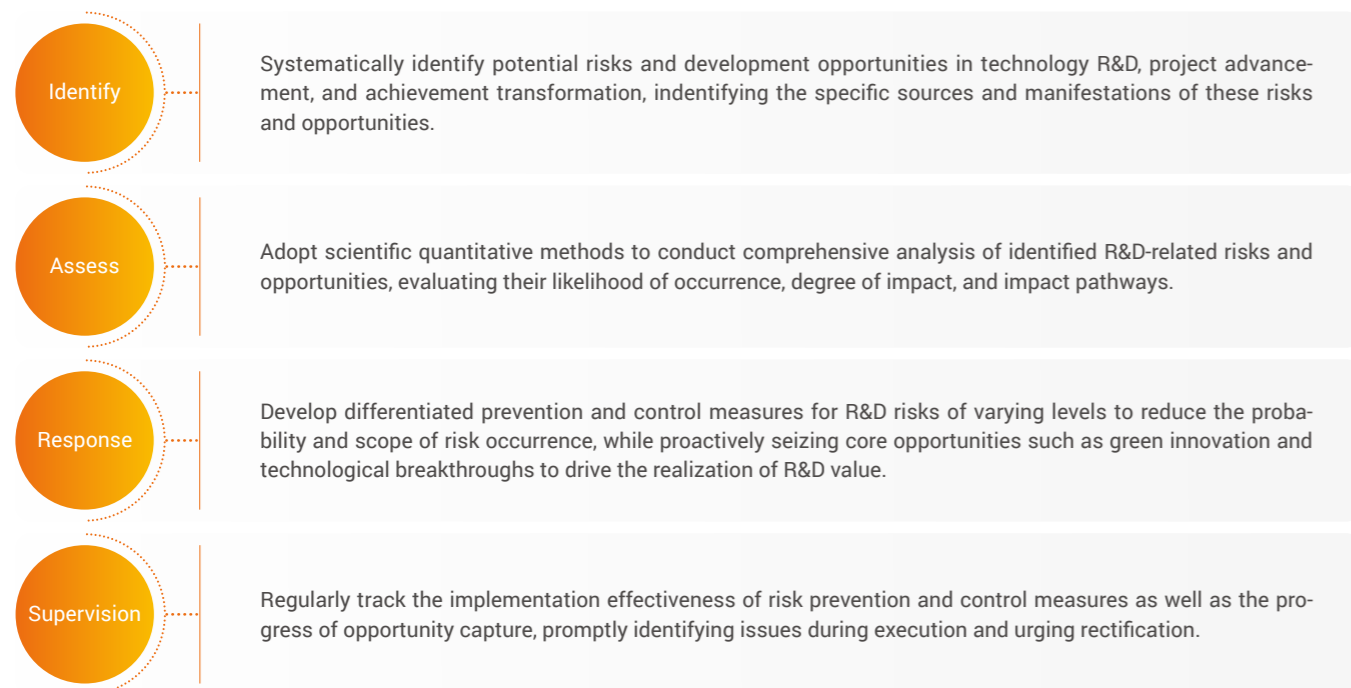 Identify
Systematically identify potential risks and development opportunities in technology R&D, project advance-
ment, and achievement transformation, indentifying the specific sources and manifestations of these risks
and opportunities.
Assess
Adopt scientific quantitative methods to conduct comprehensive analysis of identified R&D-related risks and
opportunities, evaluating their likelihood of occurrence, degree of impact, and impact pathways.
Response
Develop differentiated prevention and control measures for R&D risks of varying levels to reduce the proba-
bility and scope of risk occurrence, while proactively seizing core opportunities such as green innovation and
technological breakthroughs to drive the realization of R&D value.
Supervision
Regularly track the implementation effectiveness of risk prevention and control measures as well as the pro-
gress of opportunity capture, promptly identifying issues during execution and urging rectification.